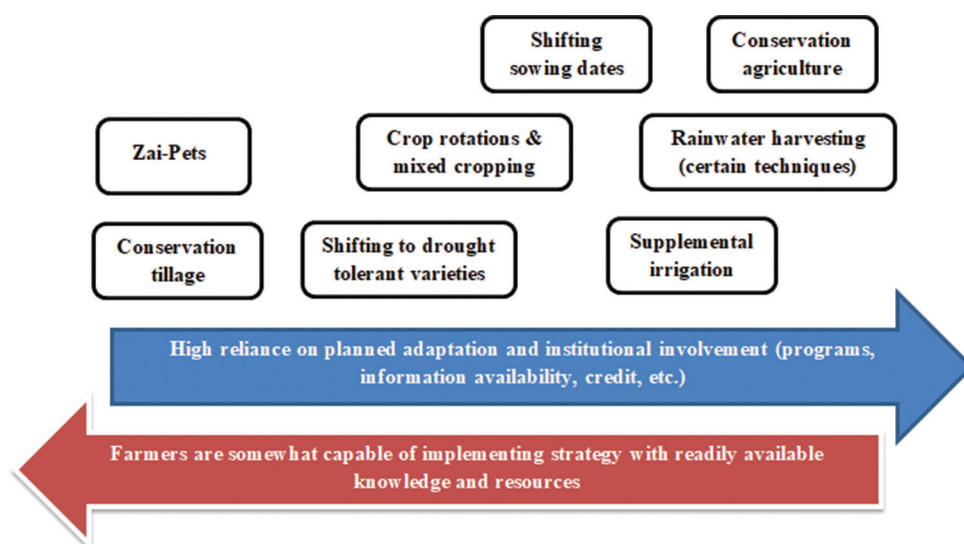 Shifting
sowing dates
Conservation
agriculture
Zai-Pets
Crop rotations &
mixed cropping
Rainwater harvesting
(certain techniques)
Conservation
tillage
Shifting to drought
tolerant varieties
Supplemental
irrigation
High reliance on planned adaptation and institutional involvement (programs,
information availability, credit, etc.)
Farmers are somewhat capable of implementing strategy with readily available
knowledge and resources